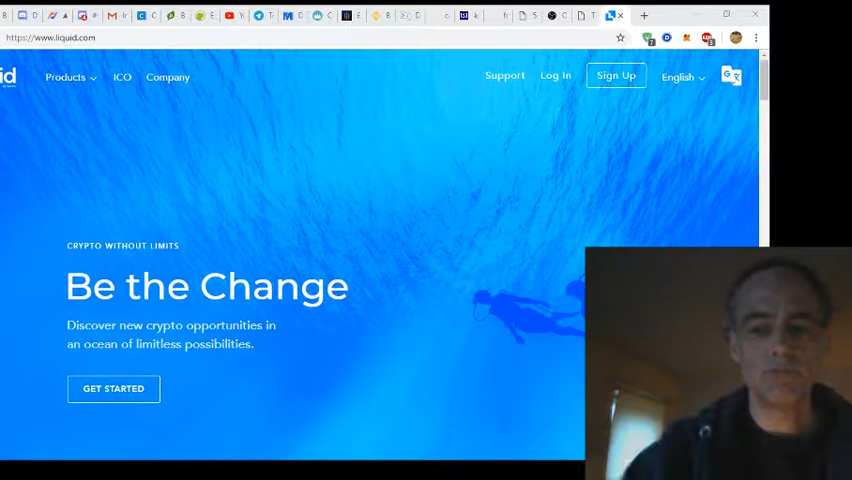 https://www.liquid.com
Products
ICO
Company
Support
Log In
Sign Up
English
CRYPTO WITHOUT LIMITS
Be the Change
Discover new crypto opportunities in
an ocean of limitless possibilities.
GET STARTED